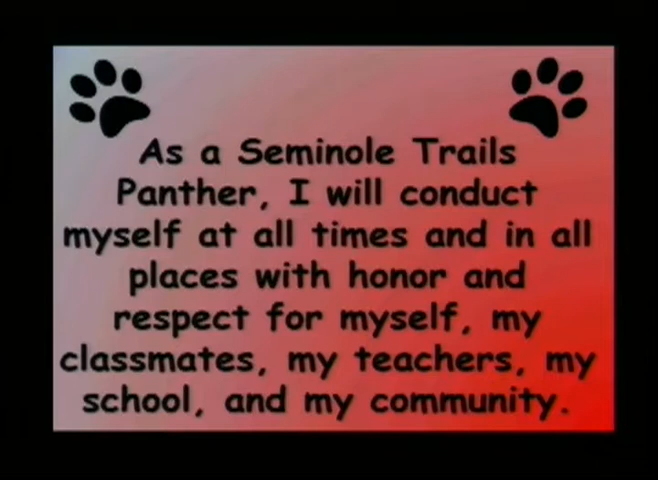 As a Seminole Trails
Panther, I will conduct
myself at all times and in all
places with honor and
respect for myself, my
classmates, my teachers, my
school, and my community.